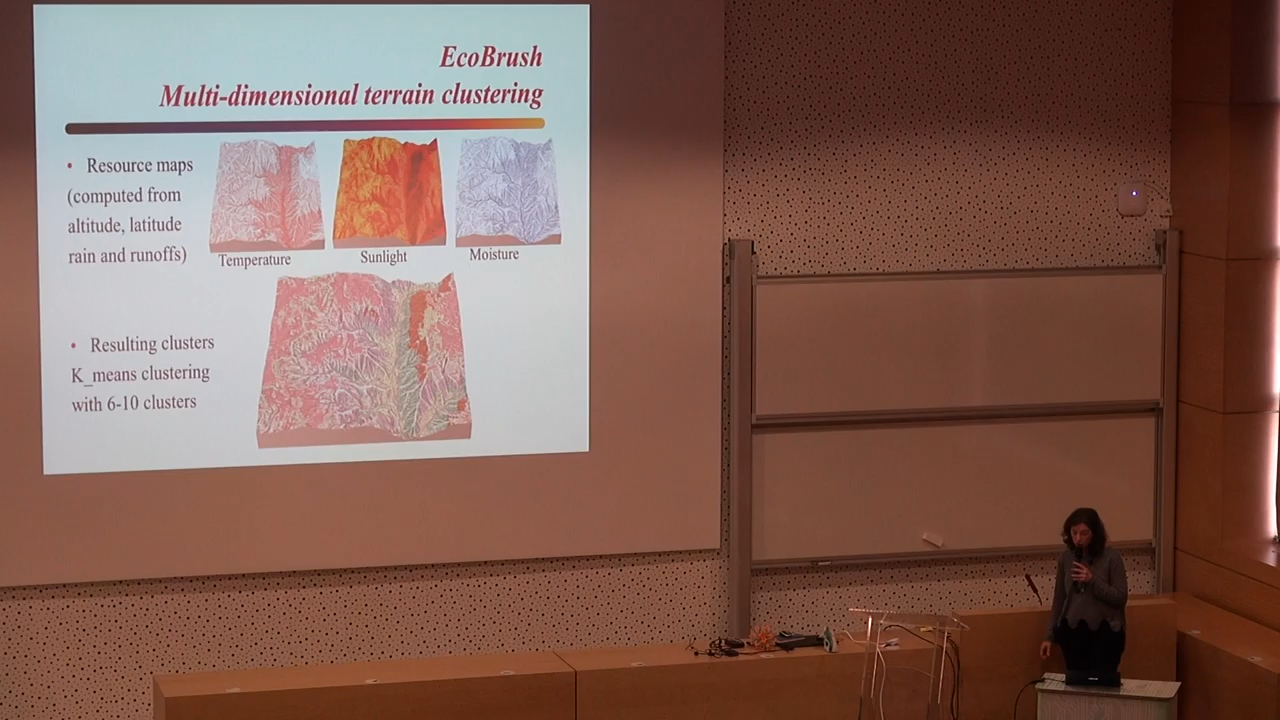 EcoBrush
Multi-dimensional terrain clustering
• Resource maps
(computed from
altitude, latitude
rain and runoffs)
Temperature
Sunlight
Moisture
• Resulting clusters
K_means clustering
with 6-10 clusters